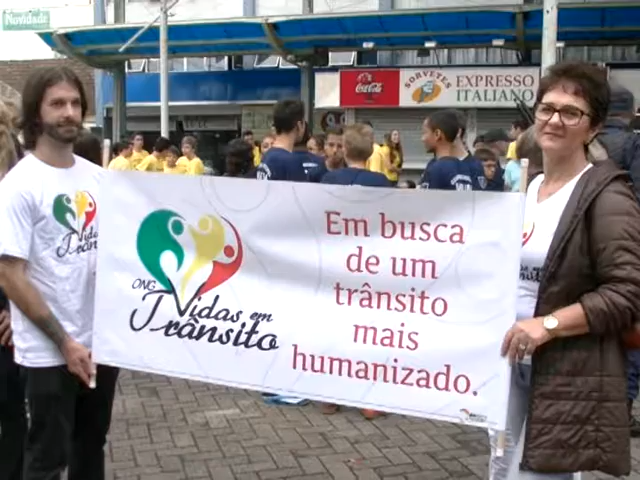 Novidade
Coca-Cola
SORVETES
EXPRESSO
ITALIANO
Vidas em
Trânsito
ONG
Vidas em
Trânsito
Em busca
de um
trânsito
mais
humanizado.